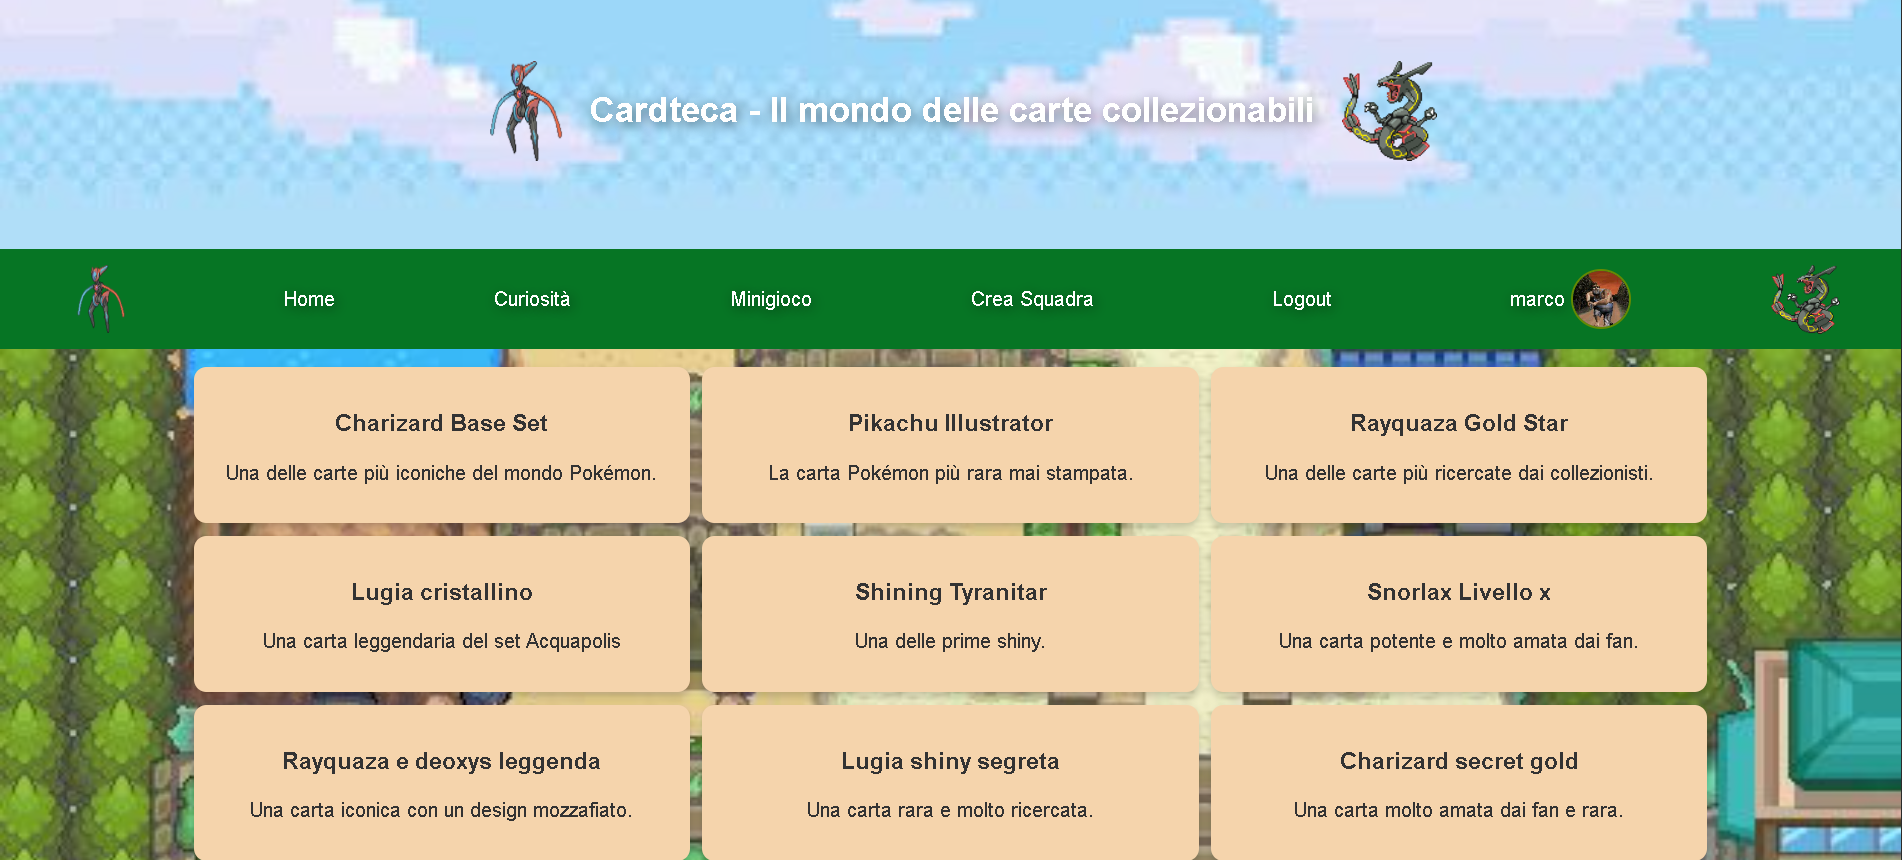 Cardteca - Il mondo delle carte collezionabili
Home
Curiosità
Minigioco
Crea Squadra
Logout
marco
Charizard Base Set
Una delle carte più iconiche del mondo Pokémon.
Pikachu Illustrator
La carta Pokémon più rara mai stampata.
Rayquaza Gold Star
Una delle carte più ricercate dai collezionisti.
Lugia cristallino
Una carta leggendaria del set Acquapolis
Shining Tyranitar
Una delle prime shiny.
Snorlax Livello x
Una carta potente e molto amata dai fan.
Rayquaza e deoxys leggenda
Una carta iconica con un design mozzafiato.
Lugia shiny segreta
Una carta rara e molto ricercata.
Charizard secret gold
Una carta molto amata dai fan e rara.